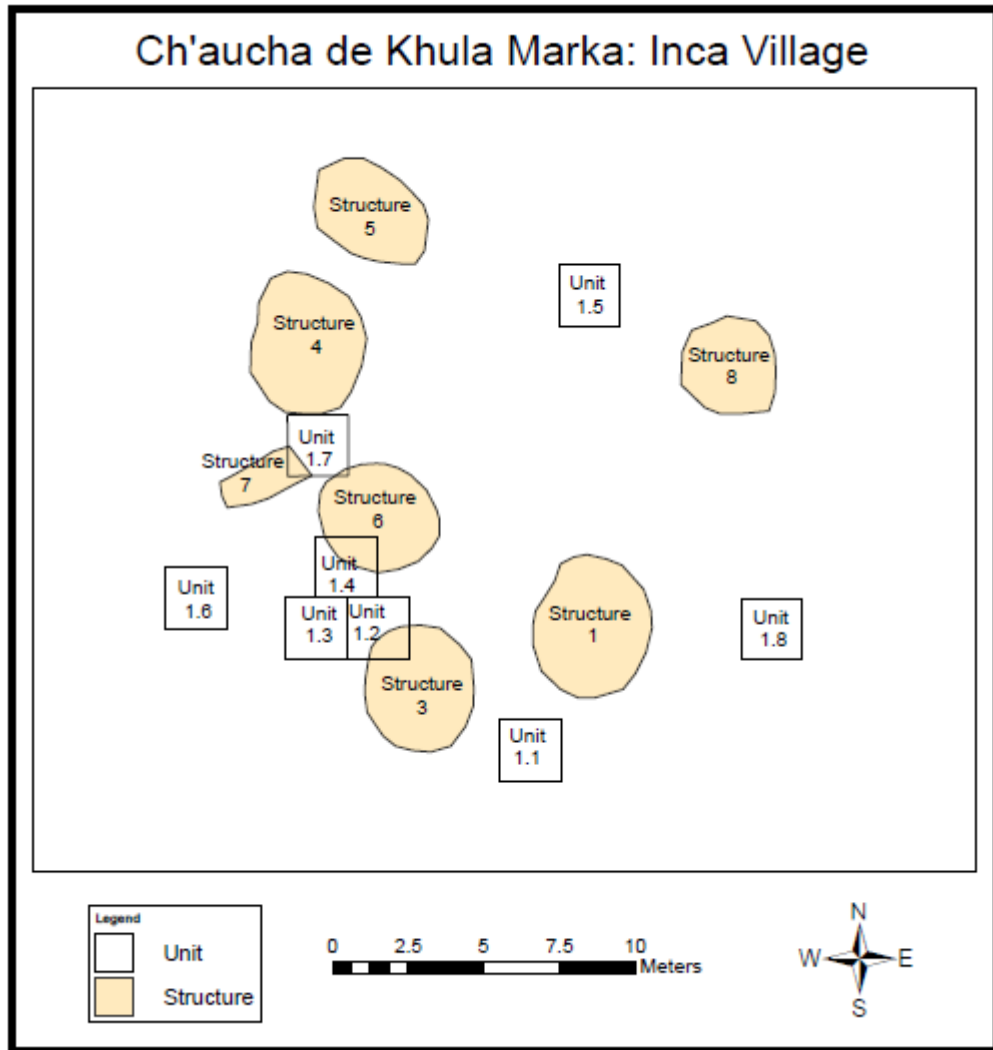 Ch'aucha de Khula Marka: Inca Village
Structure
5
Unit
1.5
Structure
4
Structure
8
Unit
1.7
Structure
7
Structure
6
Unit
1.4
Unit
1.6
Unit
1.3
Unit
1.2
Structure
1
Unit
1.8
Structure
3
Unit
1.1
Legend
Unit
Structure
0 2.5 5 7.5 10
Meters
N
W E
S